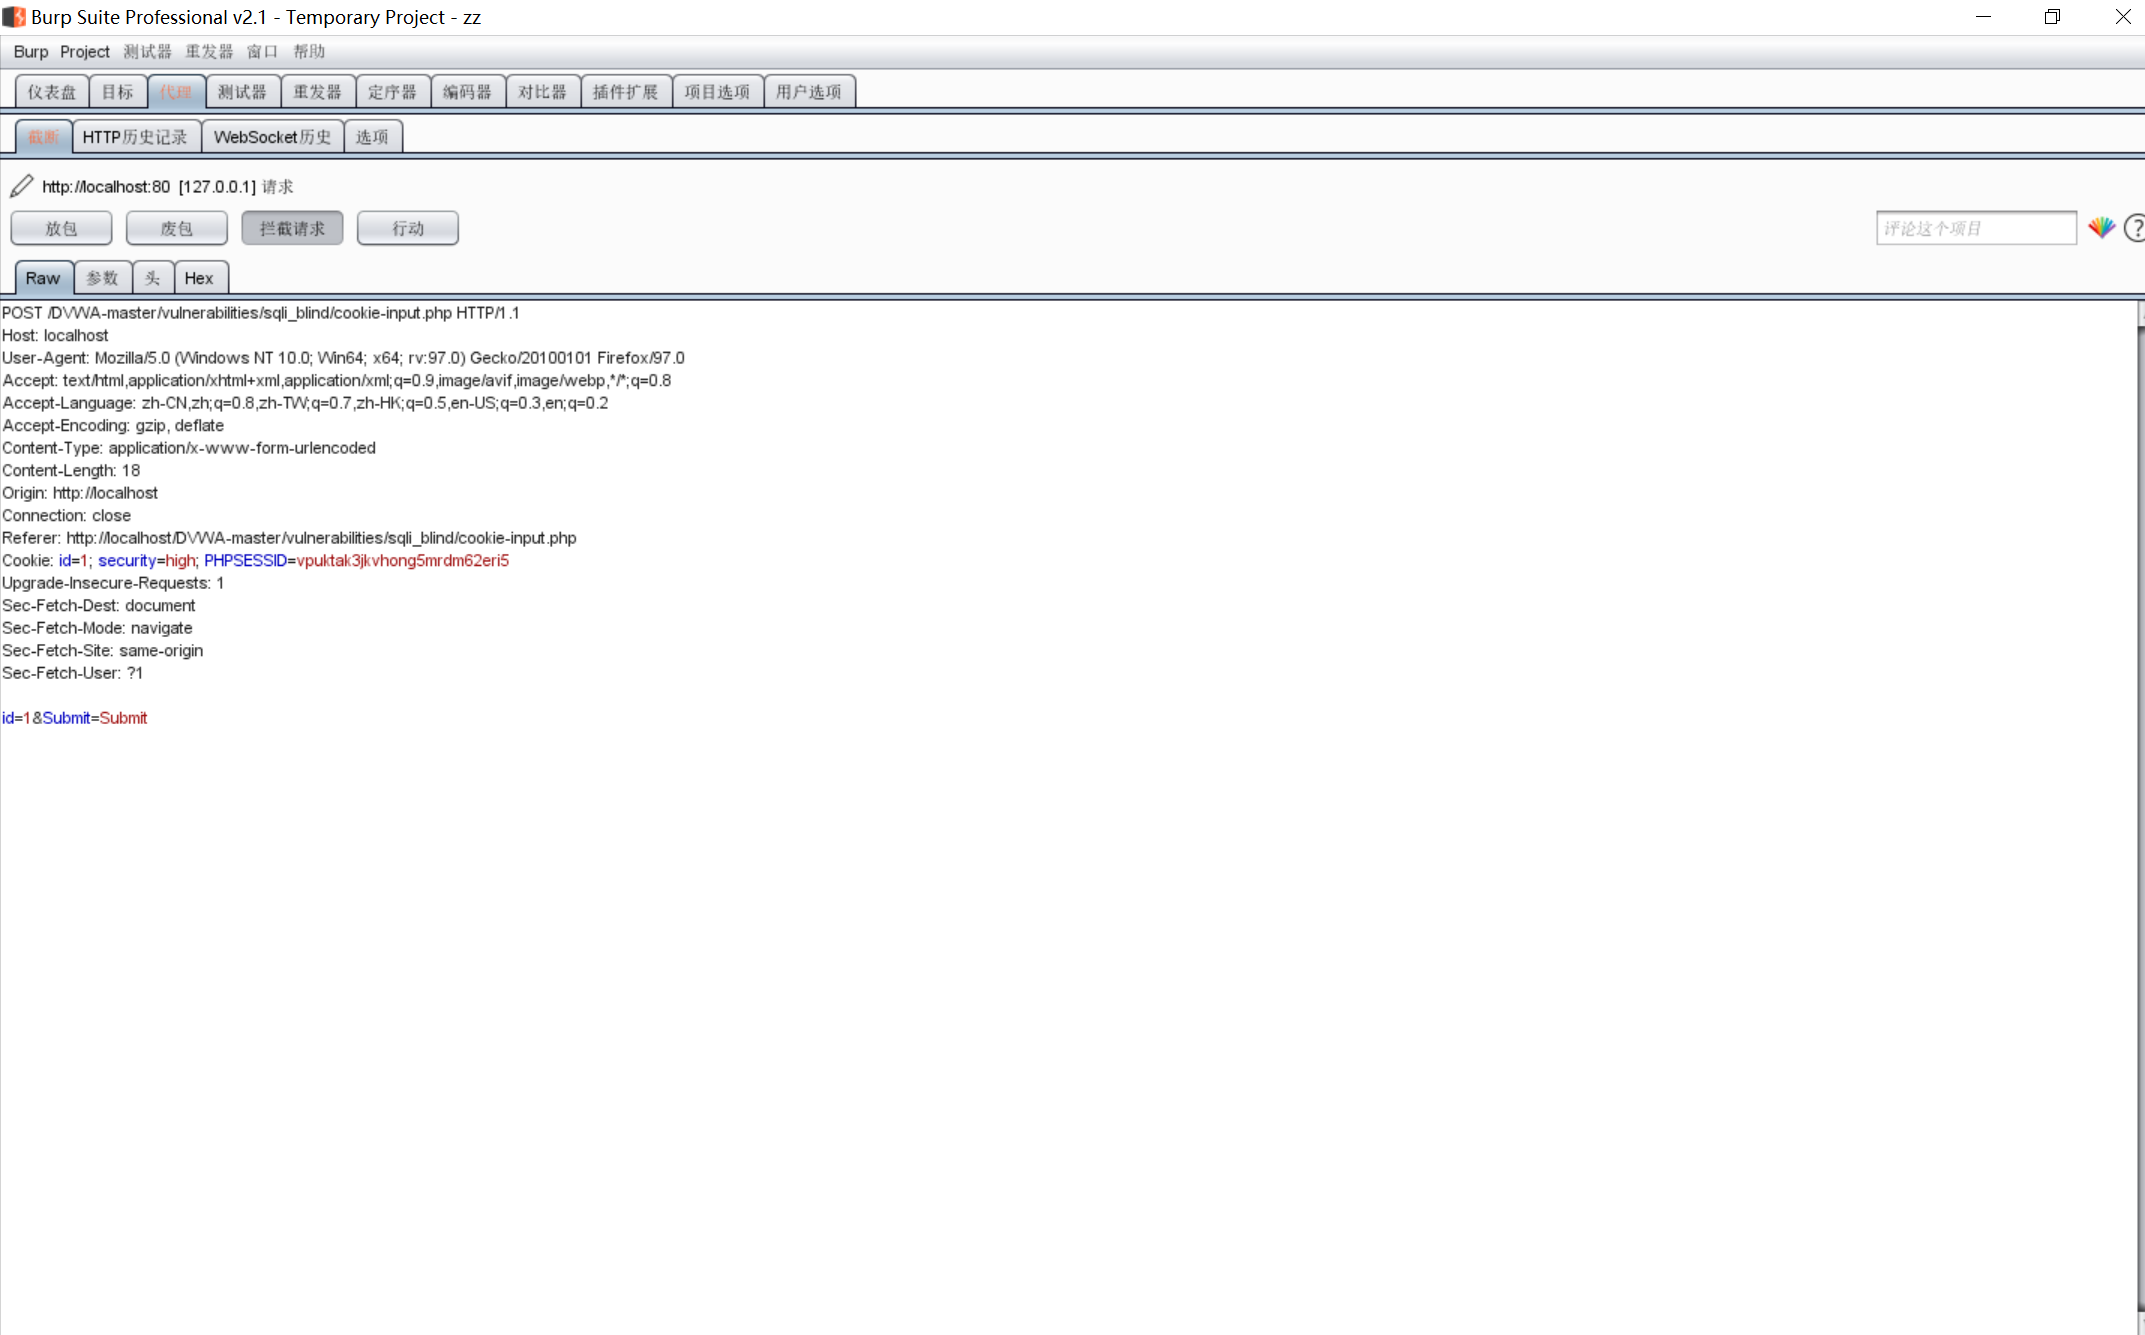 Burp Suite Professional v2.1 - Temporary Project - zz
Burp Project 测试器 重发器 窗口 帮助
仪表盘 目标 代理 测试器 重发器 定序器 编码器 对比器 插件扩展 项目选项 用户选项
截断 HTTP历史记录 WebSocket历史 选项
http://localhost:80 [127.0.0.1] 请求
放包 废包 拦截请求 行动 评论这个项目 ?
Raw 参数 头 Hex
POST /DVWA-master/vulnerabilities/sqli_blind/cookie-input.php HTTP/1.1
Host: localhost
User-Agent: Mozilla/5.0 (Windows NT 10.0; Win64; x64; rv:97.0) Gecko/20100101 Firefox/97.0
Accept: text/html,application/xhtml+xml,application/xml;q=0.9,image/avif,image/webp,*/*;q=0.8
Accept-Language: zh-CN,zh;q=0.8,zh-TW;q=0.7,zh-HK;q=0.5,en-US;q=0.3,en;q=0.2
Accept-Encoding: gzip, deflate
Content-Type: application/x-www-form-urlencoded
Content-Length: 18
Origin: http://localhost
Connection: close
Referer: http://localhost/DVWA-master/vulnerabilities/sqli_blind/cookie-input.php
Cookie: id=1; security=high; PHPSESSID=vpuktak3jkvhong5mrdm62eri5
Upgrade-Insecure-Requests: 1
Sec-Fetch-Dest: document
Sec-Fetch-Mode: navigate
Sec-Fetch-Site: same-origin
Sec-Fetch-User: ?1
id=1&Submit=Submit